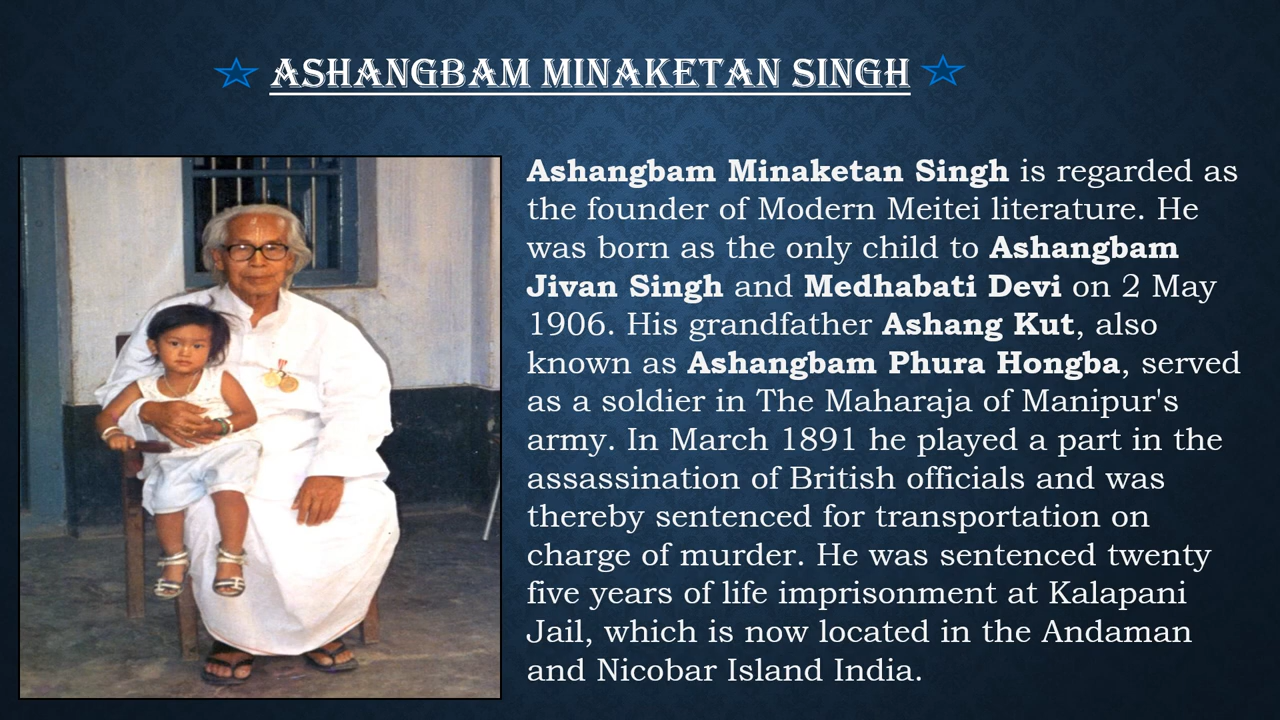 ASHANGBAM MINAKETAN SINGH
Ashangbam Minaketan Singh is regarded as
the founder of Modern Meitei literature. He
was born as the only child to Ashangbam
Jivan Singh and Medhabati Devi on 2 May
1906. His grandfather Ashang Kut, also
known as Ashangbam Phura Hongba, served
as a soldier in The Maharaja of Manipur's
army. In March 1891 he played a part in the
assassination of British officials and was
thereby sentenced for transportation on
charge of murder. He was sentenced twenty
five years of life imprisonment at Kalapani
Jail, which is now located in the Andaman
and Nicobar Island India.